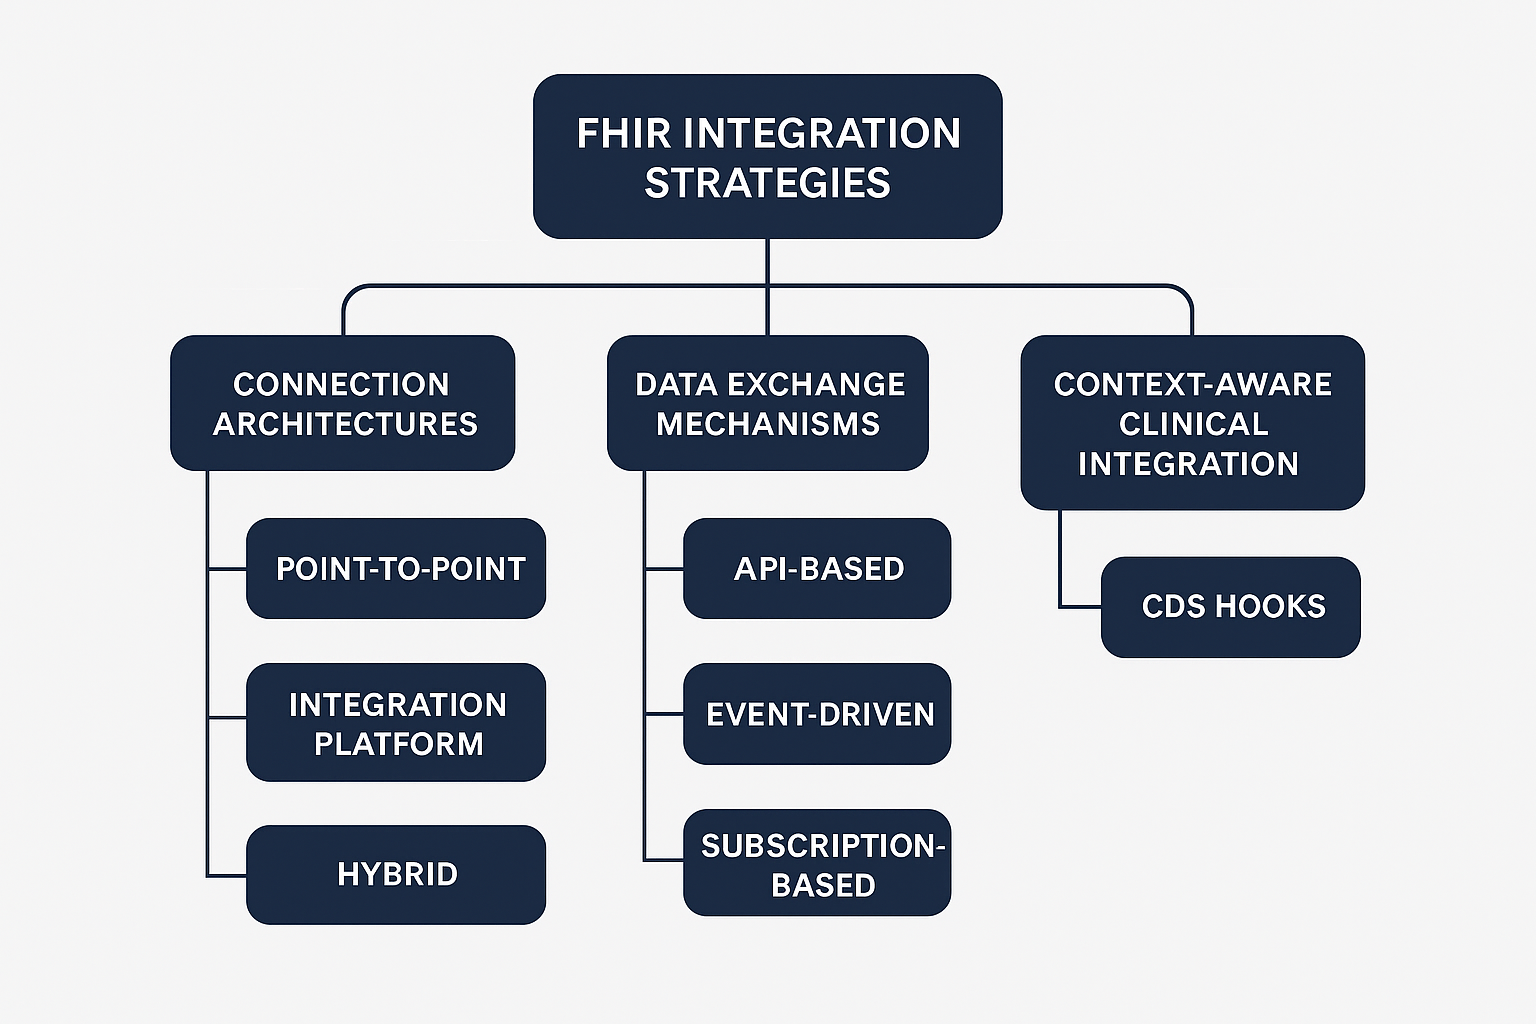 FHIR INTEGRATION
STRATEGIES
CONNECTION
ARCHITECTURES
POINT-TO-POINT
INTEGRATION
PLATFORM
HYBRID
DATA EXCHANGE
MECHANISMS
API-BASED
EVENT-DRIVEN
SUBSCRIPTION-
BASED
CONTEXT-AWARE
CLINICAL
INTEGRATION
CDS HOOKS